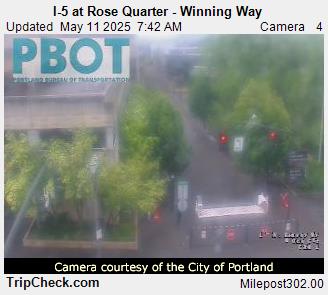 I-5 at Rose Quarter - Winning Way
Updated May 11 2025 7:42 AM Camera 4
PBOT
PORTLAND BUREAU OF TRANSPORTATION
Camera courtesy of the City of Portland
TripCheck.com Milepost302.00